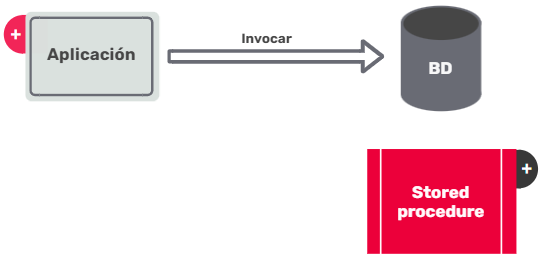 +
Aplicación
Invocar
BD
Stored
procedure
+